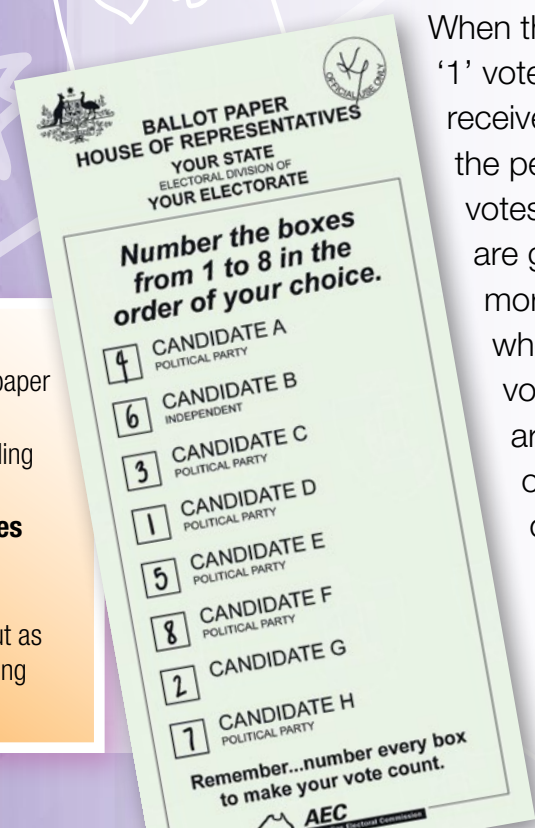 When th
'1' vote
receive
the pe
votes
are g
mor
wh
vo
ar
c
c
aper
ling
es
ut as
ng
OFFICIAL USE ONLY
BALLOT PAPER
HOUSE OF REPRESENTATIVES
YOUR STATE
ELECTORAL DIVISION OF
YOUR ELECTORATE
Number the boxes
from 1 to 8 in the
order of your choice.
4 CANDIDATE A
POLITICAL PARTY
6 CANDIDATE B
INDEPENDENT
3 CANDIDATE C
POLITICAL PARTY
1 CANDIDATE D
POLITICAL PARTY
5 CANDIDATE E
POLITICAL PARTY
8 CANDIDATE F
POLITICAL PARTY
2 CANDIDATE G
7 CANDIDATE H
POLITICAL PARTY
Remember...number every box
to make your vote count.
AEC
Electoral Commission